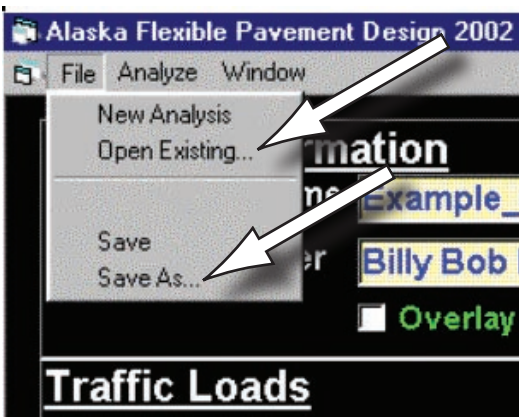 Alaska Flexible Pavement Design 2002
File Analyze Window
New Analysis
Open Existing...
Save
Save As...
mation
Example_
Billy Bob
Overlay
Traffic Loads